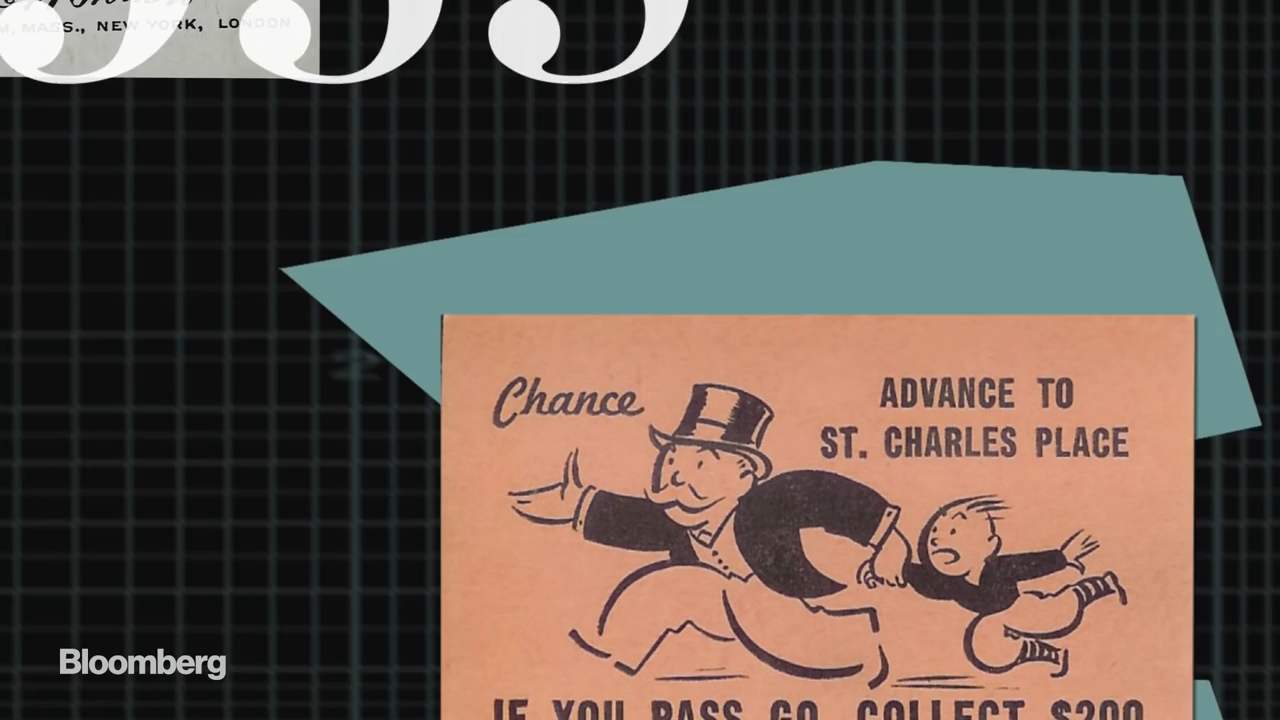 M, MASS., NEW YORK, LONDON
Chance
ADVANCE TO
ST. CHARLES PLACE
IF YOU PASS GO, COLLECT $200
Bloomberg